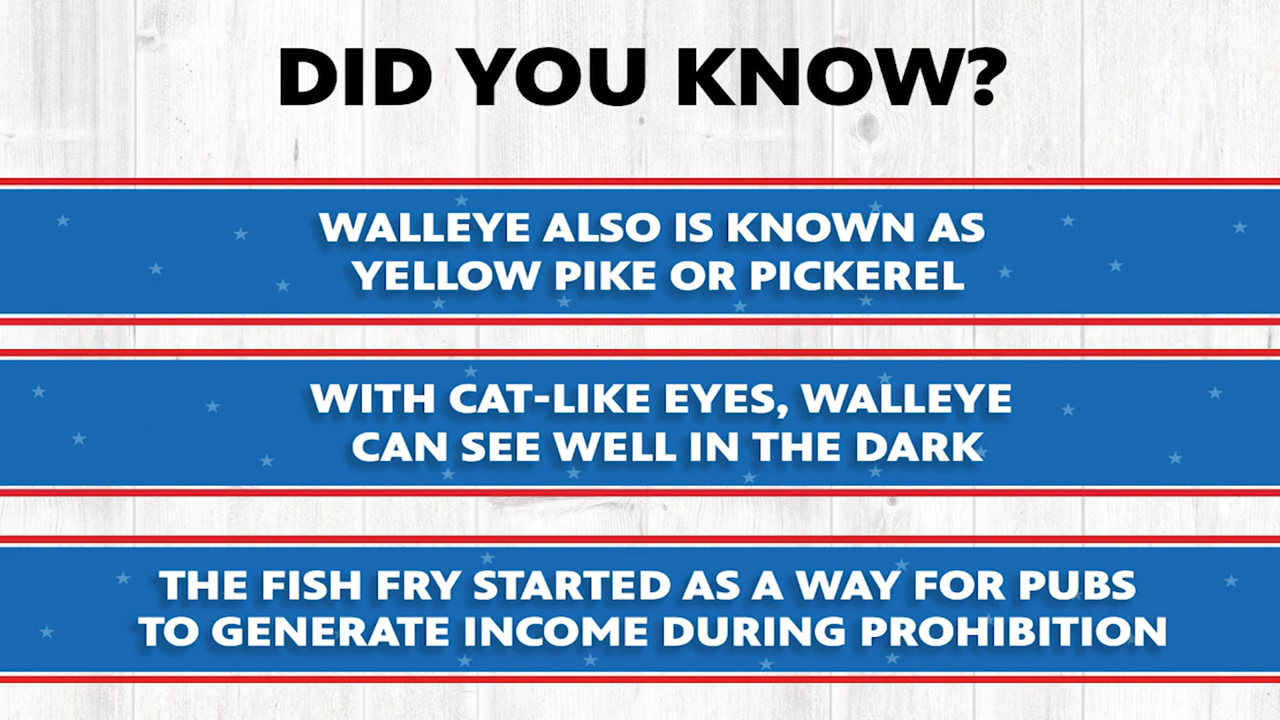 DID YOU KNOW?
WALLEYE ALSO IS KNOWN AS
YELLOW PIKE OR PICKEREL
WITH CAT-LIKE EYES, WALLEYE
CAN SEE WELL IN THE DARK
THE FISH FRY STARTED AS A WAY FOR PUBS
TO GENERATE INCOME DURING PROHIBITION